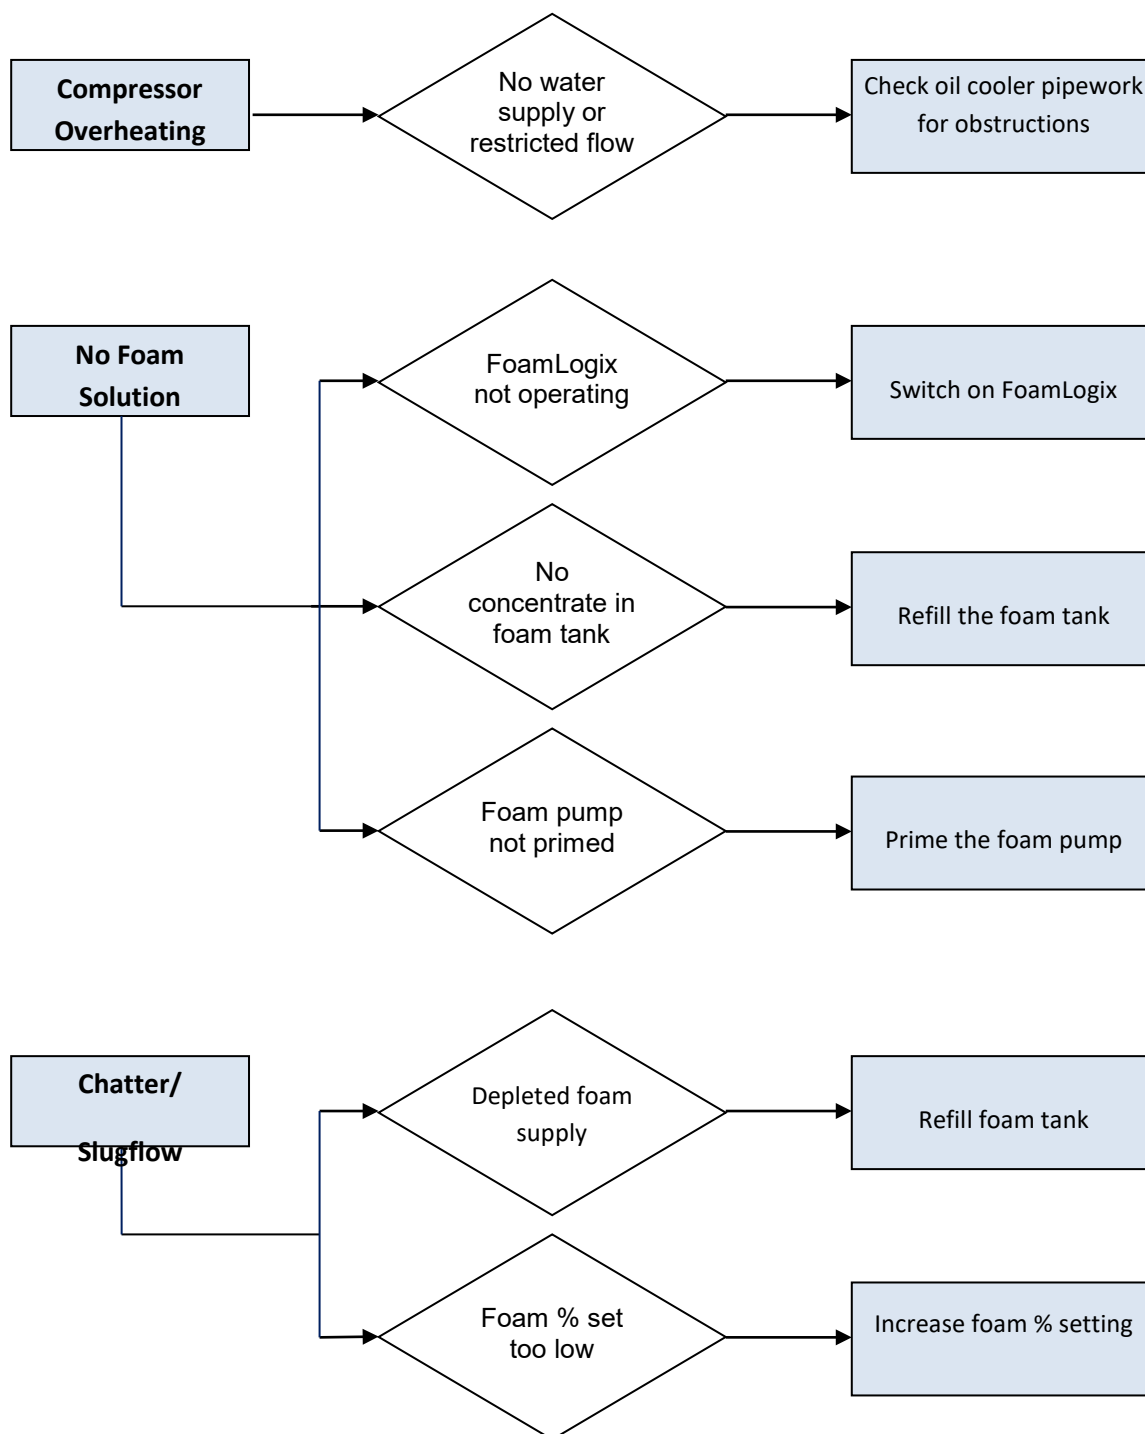 Compressor
Overheating
No water
supply or
restricted flow
Check oil cooler pipework
for obstructions
No Foam
Solution
FoamLogix
not operating
Switch on FoamLogix
No
concentrate in
foam tank
Refill the foam tank
Foam pump
not primed
Prime the foam pump
Chatter/
Slugflow
Depleted foam
supply
Refill foam tank
Foam % set
too low
Increase foam % setting